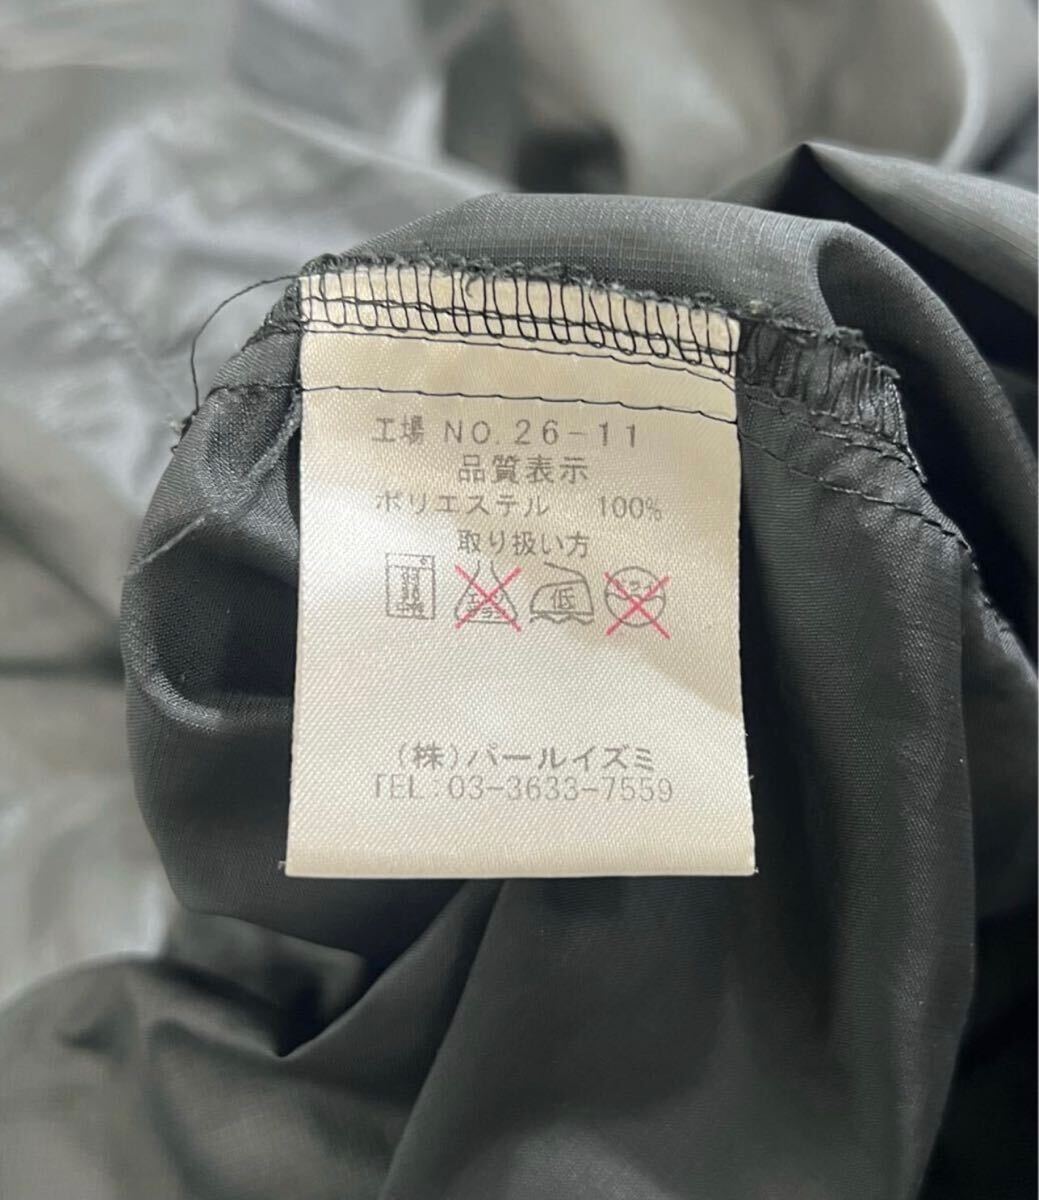 工場 NO. 26-11
品質表示
ポリエステル 100%
取り扱い方
低
(株)パールイズミ
TEL:03-3633-7559